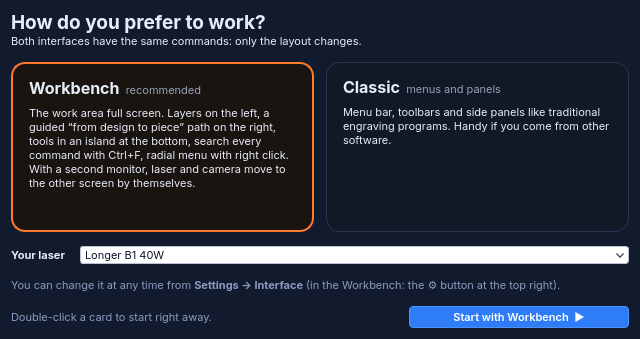 How do you prefer to work?
Both interfaces have the same commands: only the layout changes.
Workbench recommended
The work area full screen. Layers on the left, a
guided “from design to piece” path on the right,
tools in an island at the bottom, search every
command with Ctrl+F, radial menu with right click.
With a second monitor, laser and camera move to
the other screen by themselves.
Classic menus and panels
Menu bar, toolbars and side panels like traditional
engraving programs. Handy if you come from other
software.
Your laser Longer B1 40W
You can change it at any time from Settings → Interface (in the Workbench: the ⚙ button at the top right).
Double-click a card to start right away.
Start with Workbench ▶